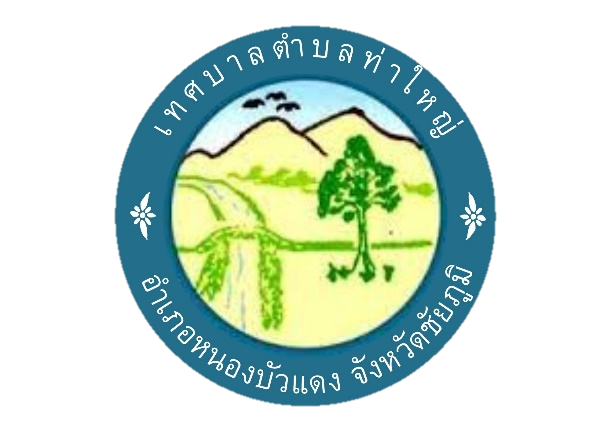 เทศบาลตำบลท่าใหญ่
อำเภอหนองบัวแดง จังหวัดชัยภูมิ